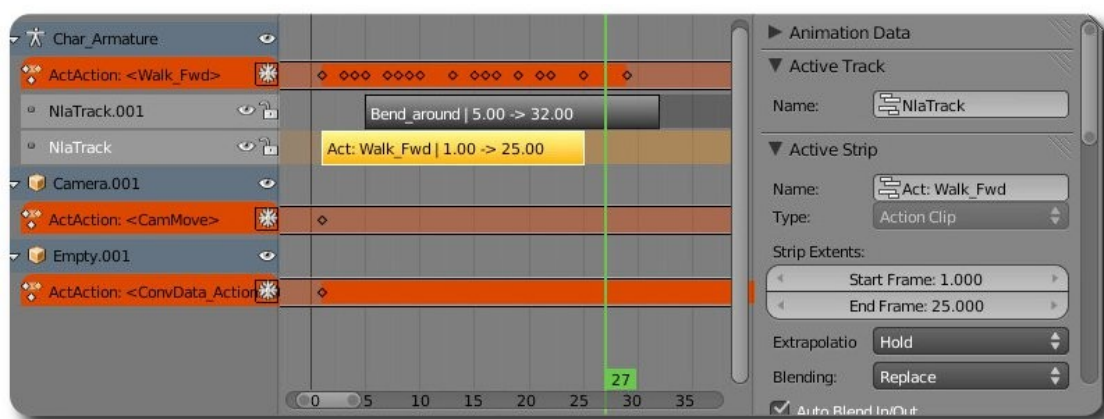 Char_Armature
ActAction: <Walk_Fwd>
NlaTrack.001
NlaTrack
Camera.001
ActAction: <CamMove>
Empty.001
ActAction: <ConvData_Action
Bend_around | 5.00 -> 32.00
Act: Walk_Fwd | 1.00 -> 25.00
27
0 5 10 15 20 25 30 35
Animation Data
Active Track
Name: NlaTrack
Active Strip
Name: Act: Walk_Fwd
Type: Action Clip
Strip Extents:
Start Frame: 1.000
End Frame: 25.000
Extrapolatio Hold
Blending: Replace
Auto Blend In/Out